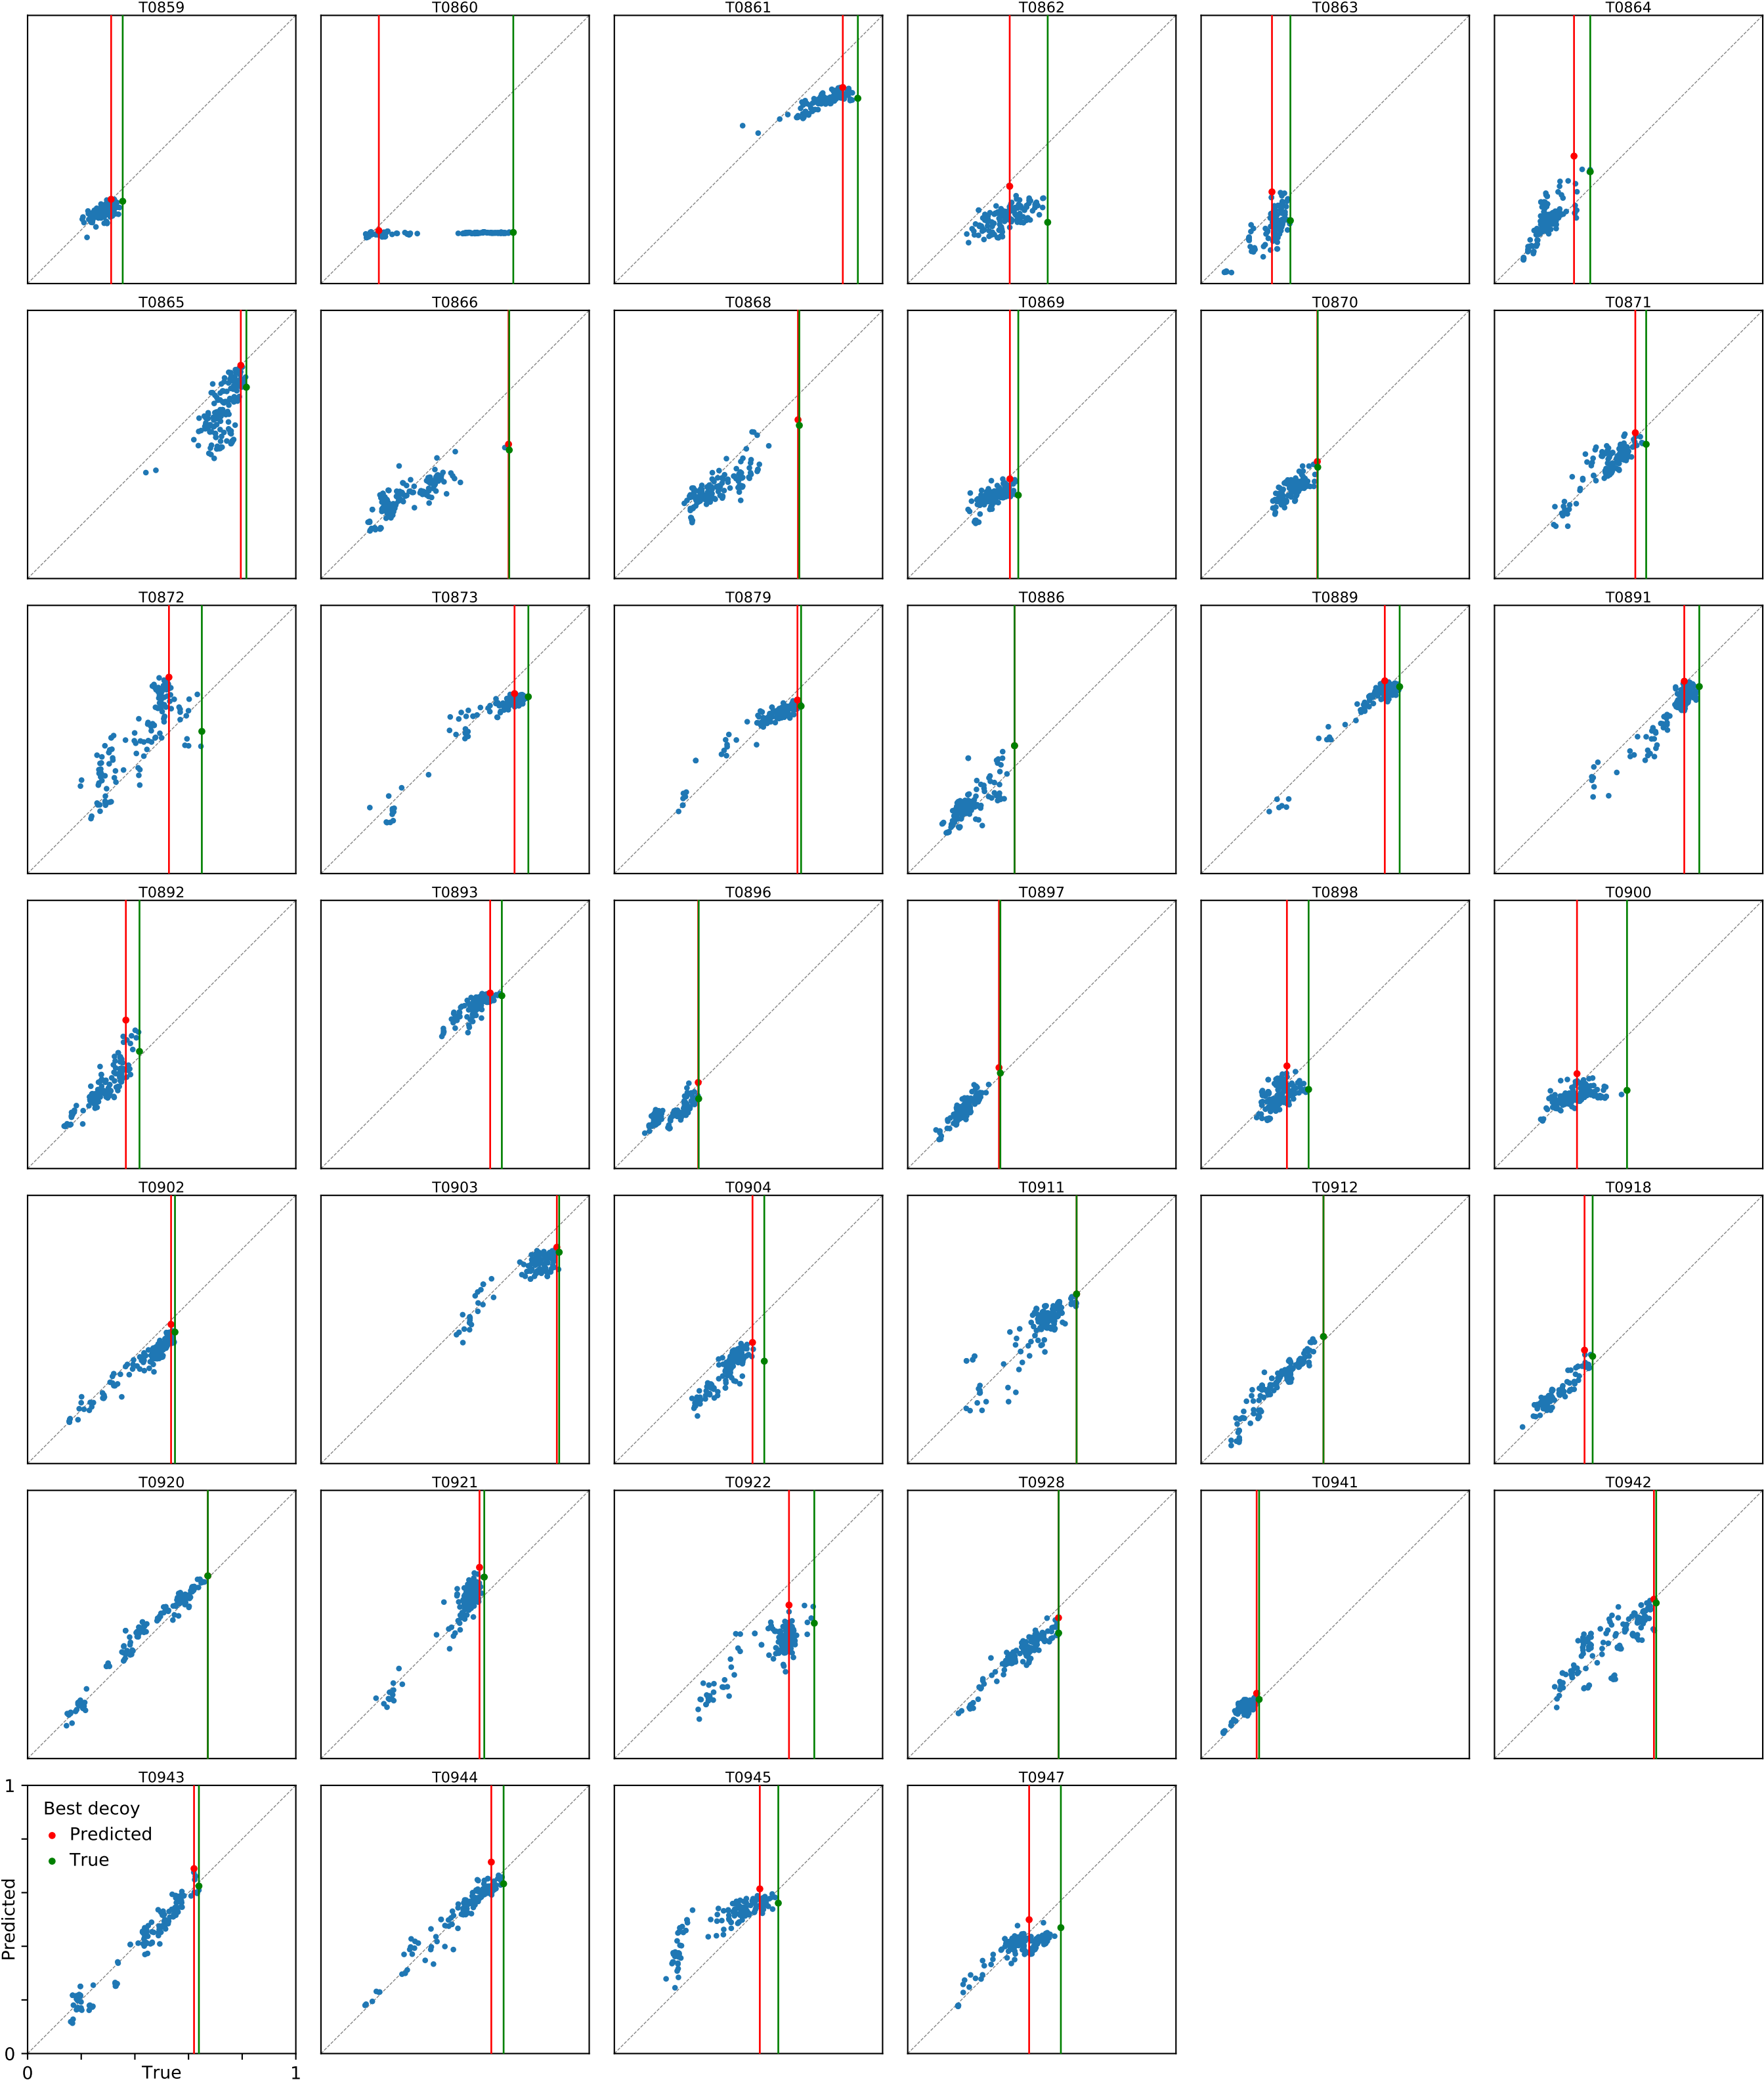 T0859 T0860 T0861 T0862 T0863 T0864
T0865 T0866 T0868 T0869 T0870 T0871
T0872 T0873 T0879 T0886 T0889 T0891
T0892 T0893 T0896 T0897 T0898 T0900
T0902 T0903 T0904 T0911 T0912 T0918
T0920 T0921 T0922 T0928 T0941 T0942
T0943 T0944 T0945 T0947
1
Best decoy
Predicted
True
Predicted
0
0 True 1